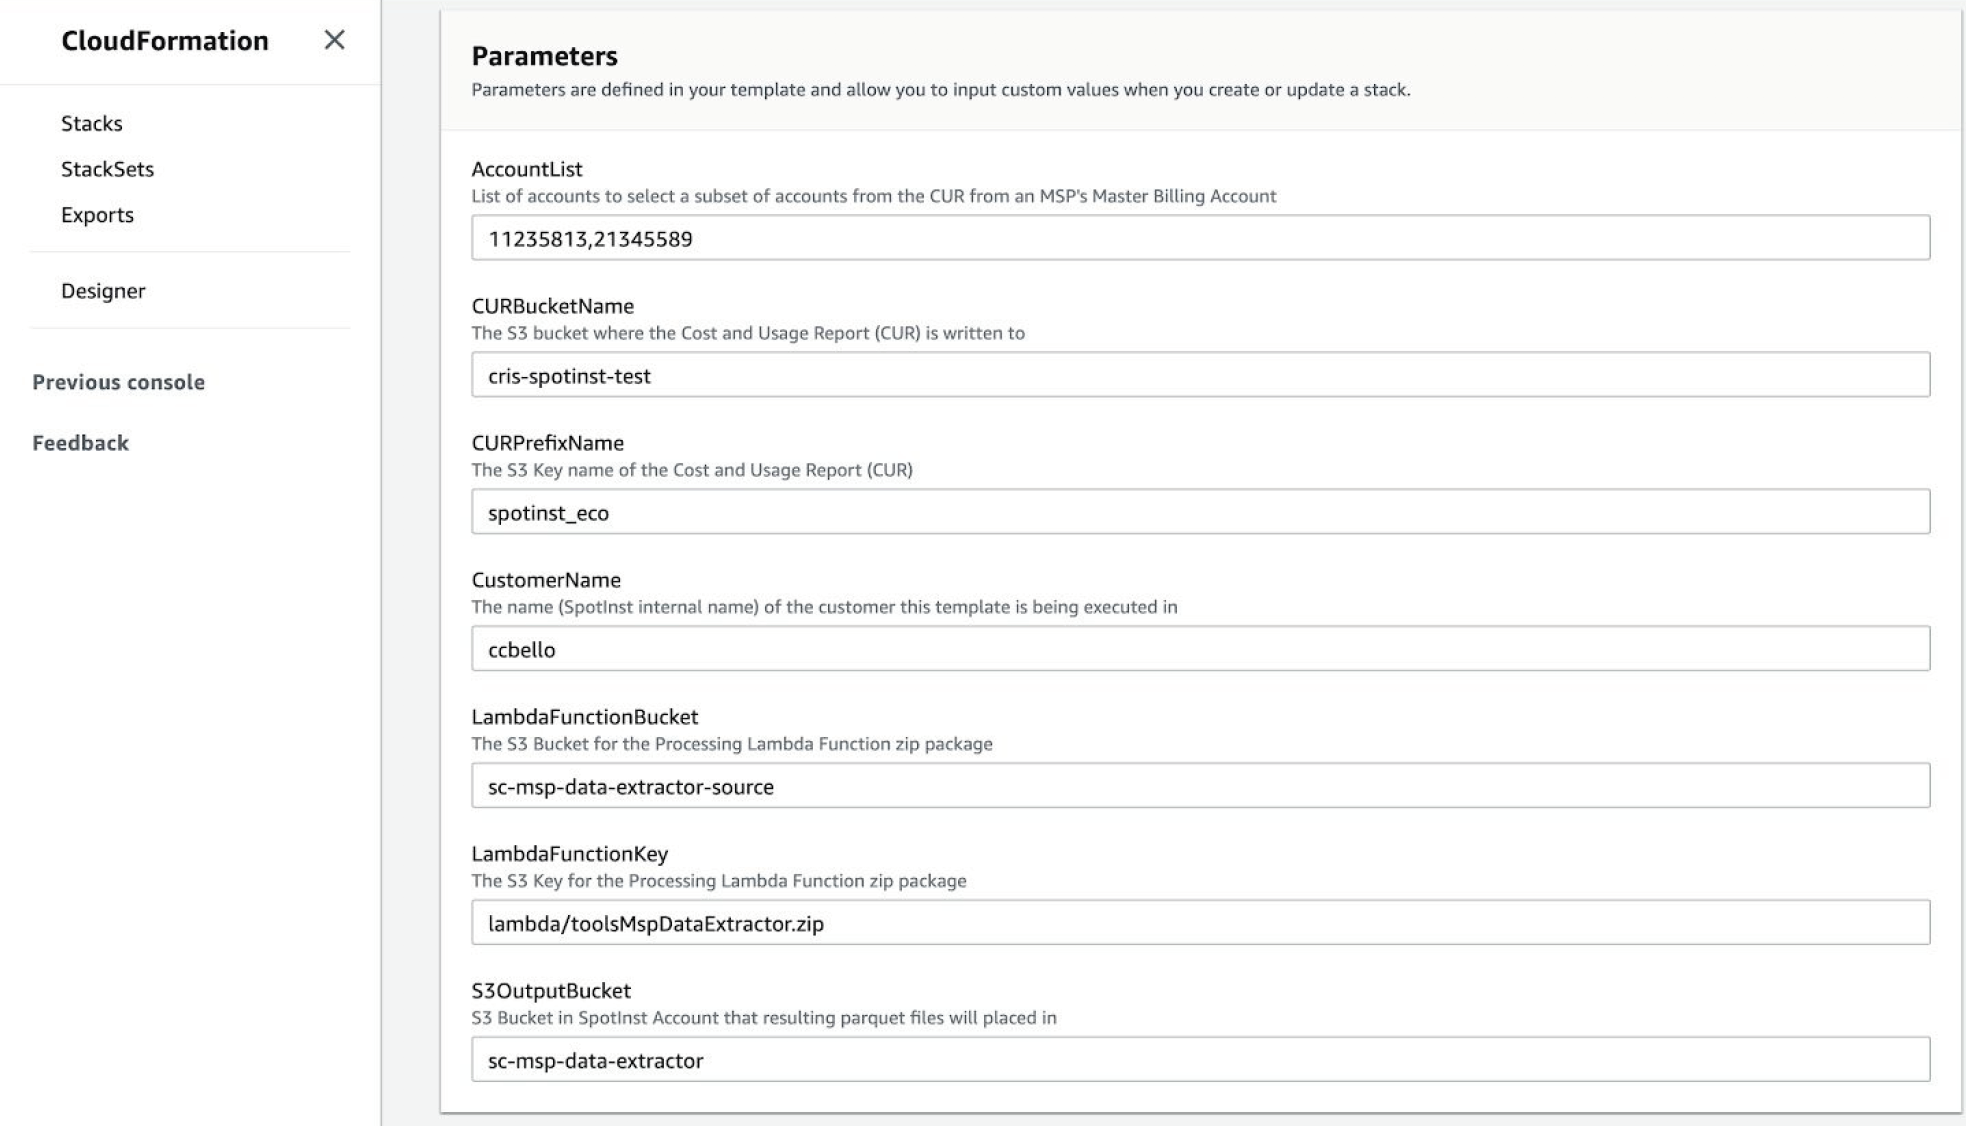 CloudFormation
Stacks
StackSets
Exports
Designer
Previous console
Feedback
Parameters
Parameters are defined in your template and allow you to input custom values when you create or update a stack.
AccountList
List of accounts to select a subset of accounts from the CUR from an MSP's Master Billing Account
11235813,21345589
CURBucketName
The S3 bucket where the Cost and Usage Report (CUR) is written to
cris-spotinst-test
CURPrefixName
The S3 Key name of the Cost and Usage Report (CUR)
spotinst_eco
CustomerName
The name (SpotInst internal name) of the customer this template is being executed in
ccbello
LambdaFunctionBucket
The S3 Bucket for the Processing Lambda Function zip package
sc-msp-data-extractor-source
LambdaFunctionKey
The S3 Key for the Processing Lambda Function zip package
lambda/toolsMspDataExtractor.zip
S3OutputBucket
S3 Bucket in SpotInst Account that resulting parquet files will placed in
sc-msp-data-extractor